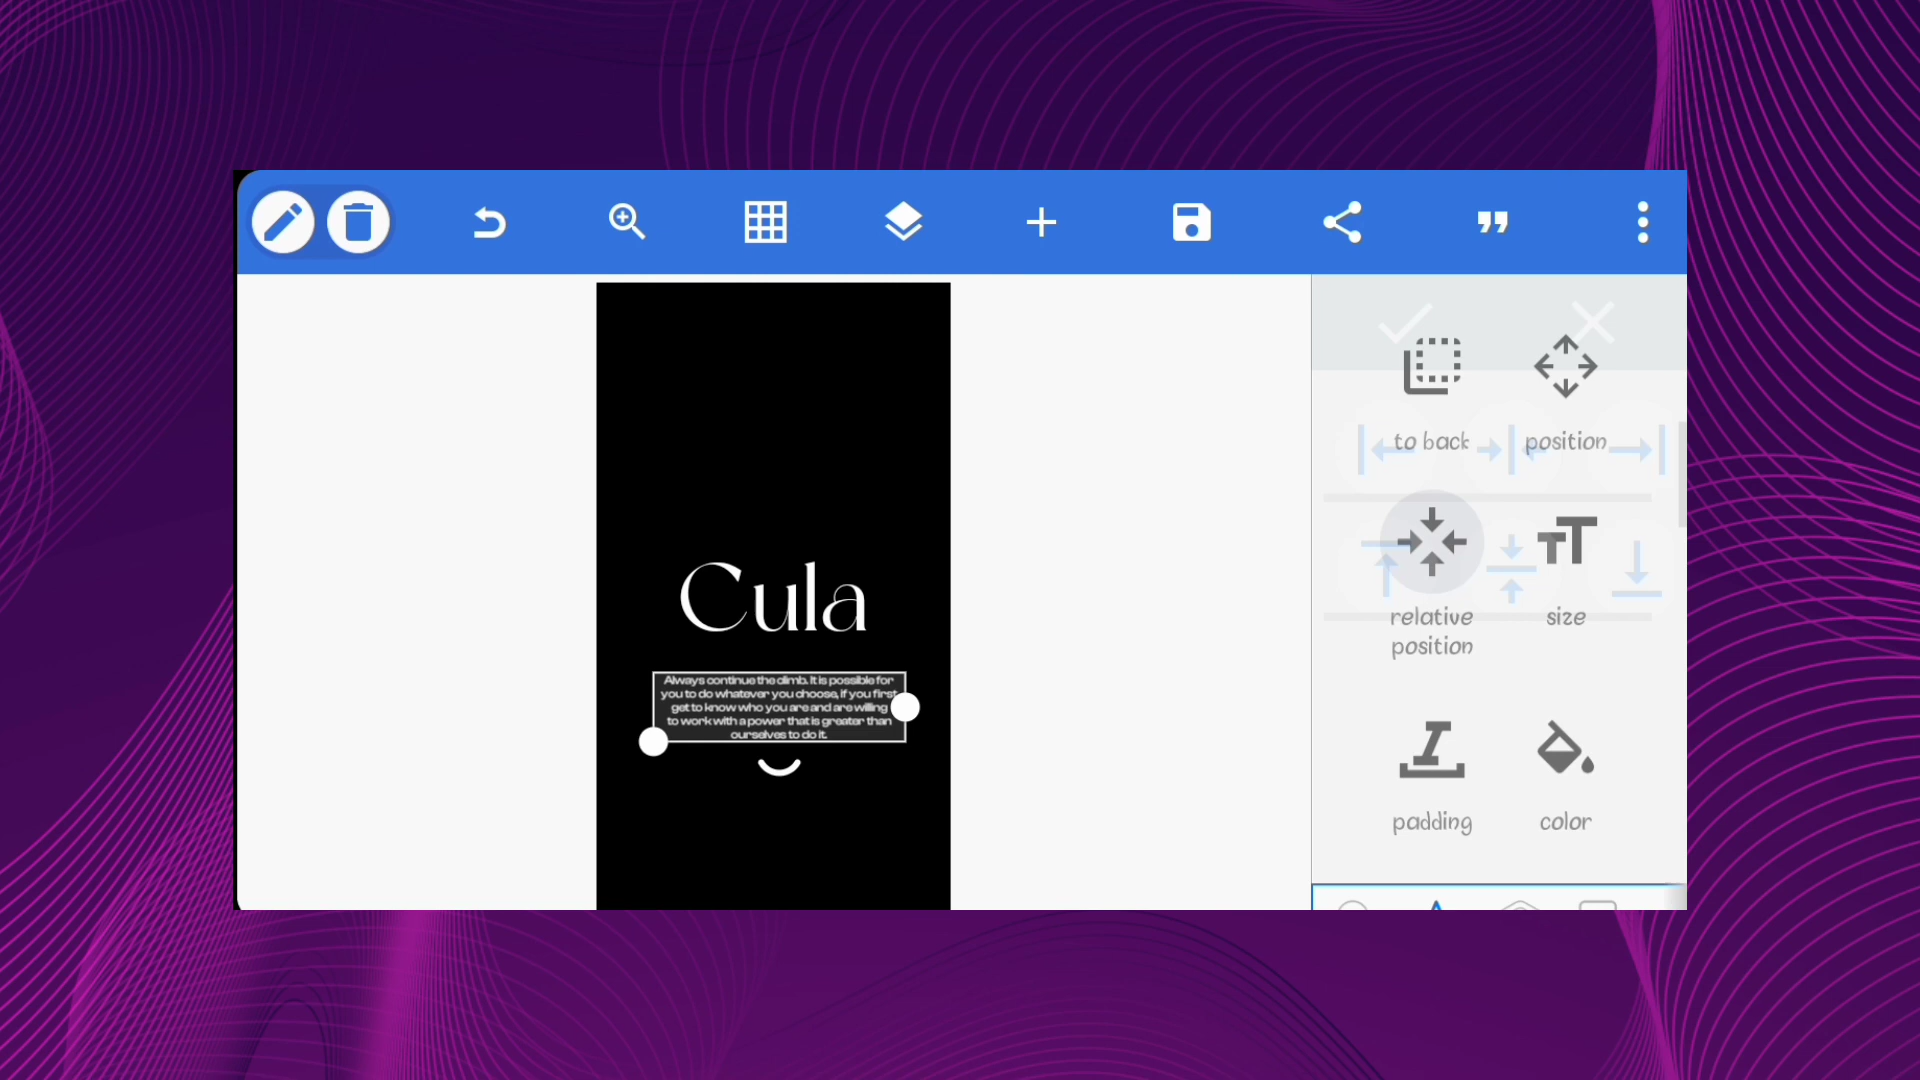 to back
position
Cula
relative
position
size
Always continue the climb. It is possible for
you to do whatever you choose, if you first
get to know who you are and are willing
to work with a power that is greater than
ourselves to do it.
padding
color